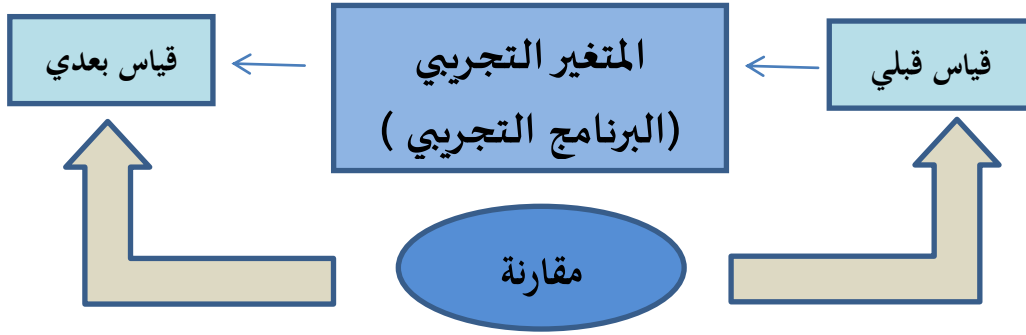 قياس قبلي
المتغير التجريبي
(البرنامج التجريبي )
قياس بعدي
مقارنة